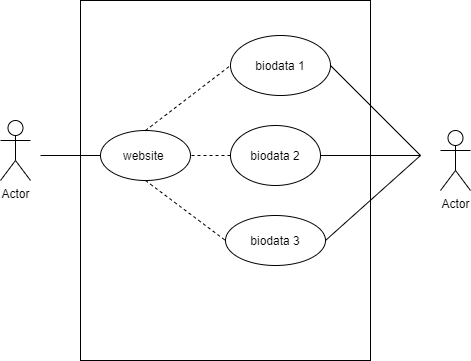 biodata 1
website
biodata 2
Actor
Actor
biodata 3